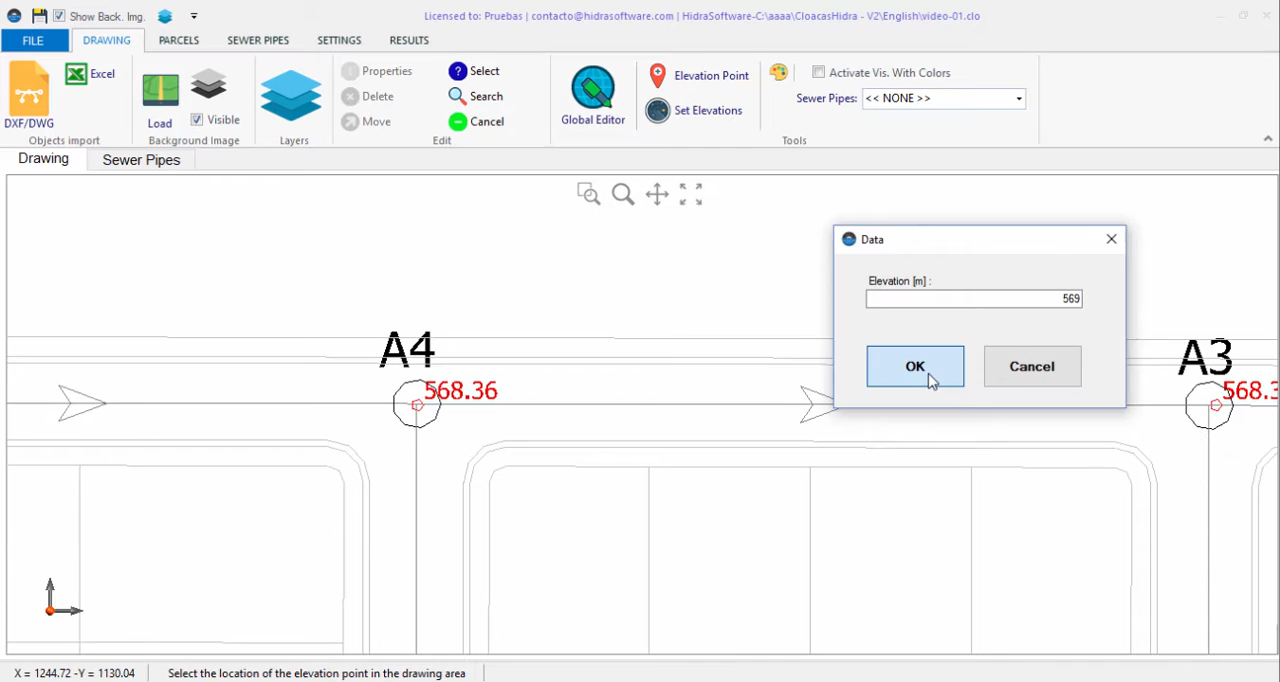 Show Back. Img.
Licensed to: Pruebas | contacto@hidrasoftware.com | HidraSoftware-C:\aaaa\CloacasHidra - V2\English\video-01.clo
FILE DRAWING PARCELS SEWER PIPES SETTINGS RESULTS
DXF/DWG
Excel
Objects import
Load
Visible
Background Image
Layers
Properties
Delete
Move
? Select
Search
Cancel
Edit
Global Editor
Elevation Point
Set Elevations
Activate Vis. With Colors
Sewer Pipes: << NONE >>
Tools
Drawing Sewer Pipes
Data
Elevation [m] :
569
OK Cancel
A4
568.36
A3
X = 1244.72 -Y = 1130.04 Select the location of the elevation point in the drawing area